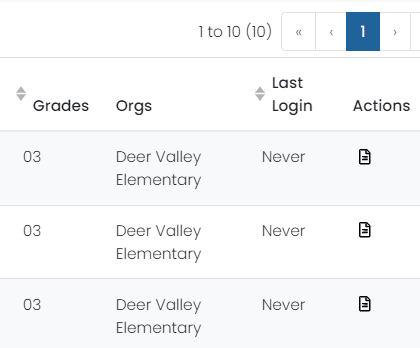 1 to 10 (10) « ‹ 1 ›
Last
Grades Orgs Login Actions
03 Deer Valley Never
Elementary
03 Deer Valley Never
Elementary
03 Deer Valley Never
Elementary